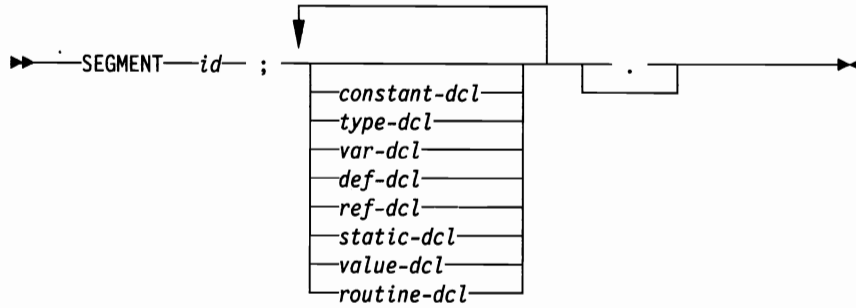 SEGMENT id ; .
constant-dcl
type-dcl
var-dcl
def-dcl
ref-dcl
static-dcl
value-dcl
routine-dcl